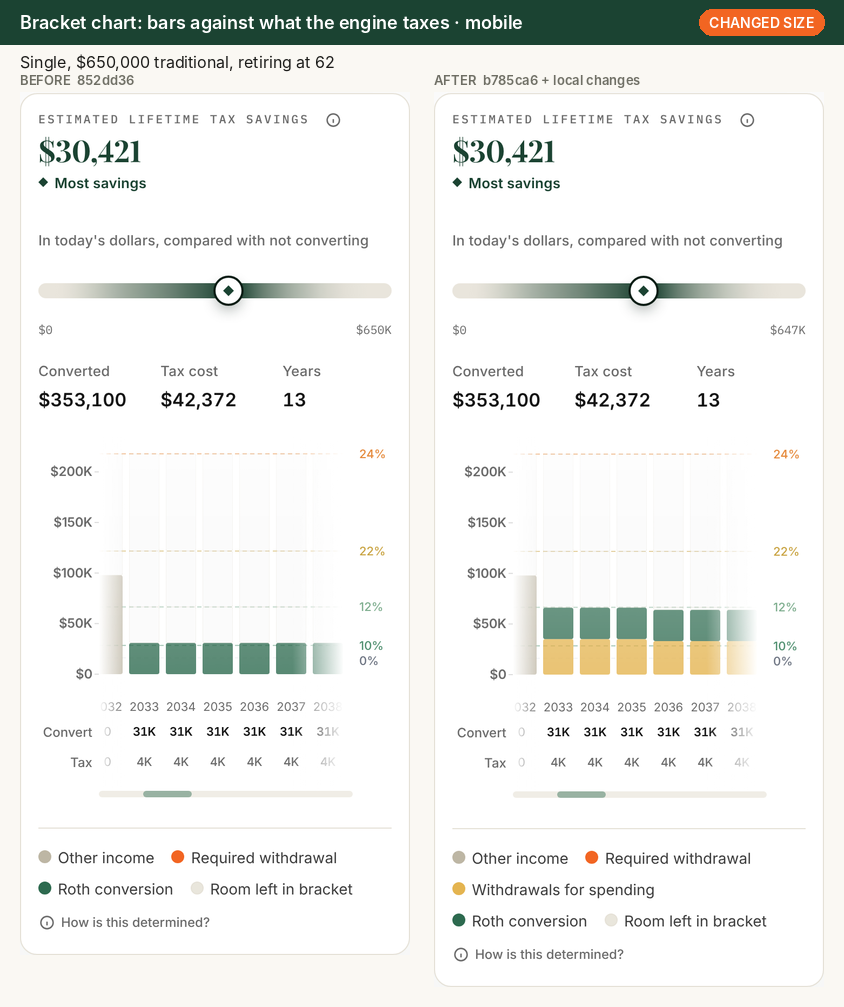 Bracket chart: bars against what the engine taxes · mobile
CHANGED SIZE
Single, $650,000 traditional, retiring at 62
BEFORE 852dd36
ESTIMATED LIFETIME TAX SAVINGS
$30,421
Most savings
In today's dollars, compared with not converting
$0 $650K
Converted Tax cost Years
$353,100 $42,372 13
24%
$200K
$150K
22%
$100K
12%
$50K
10%
0%
$0
032 2033 2034 2035 2036 2037 2038
Convert 0 31K 31K 31K 31K 31K 31K
Tax 0 4K 4K 4K 4K 4K 4K
Other income Required withdrawal
Roth conversion Room left in bracket
How is this determined?
AFTER b785ca6 + local changes
ESTIMATED LIFETIME TAX SAVINGS
$30,421
Most savings
In today's dollars, compared with not converting
$0 $647K
Converted Tax cost Years
$353,100 $42,372 13
24%
$200K
$150K
22%
$100K
12%
$50K
10%
0%
$0
032 2033 2034 2035 2036 2037 2038
Convert 0 31K 31K 31K 31K 31K 31K
Tax 0 4K 4K 4K 4K 4K 4K
Other income Required withdrawal
Withdrawals for spending
Roth conversion Room left in bracket
How is this determined?